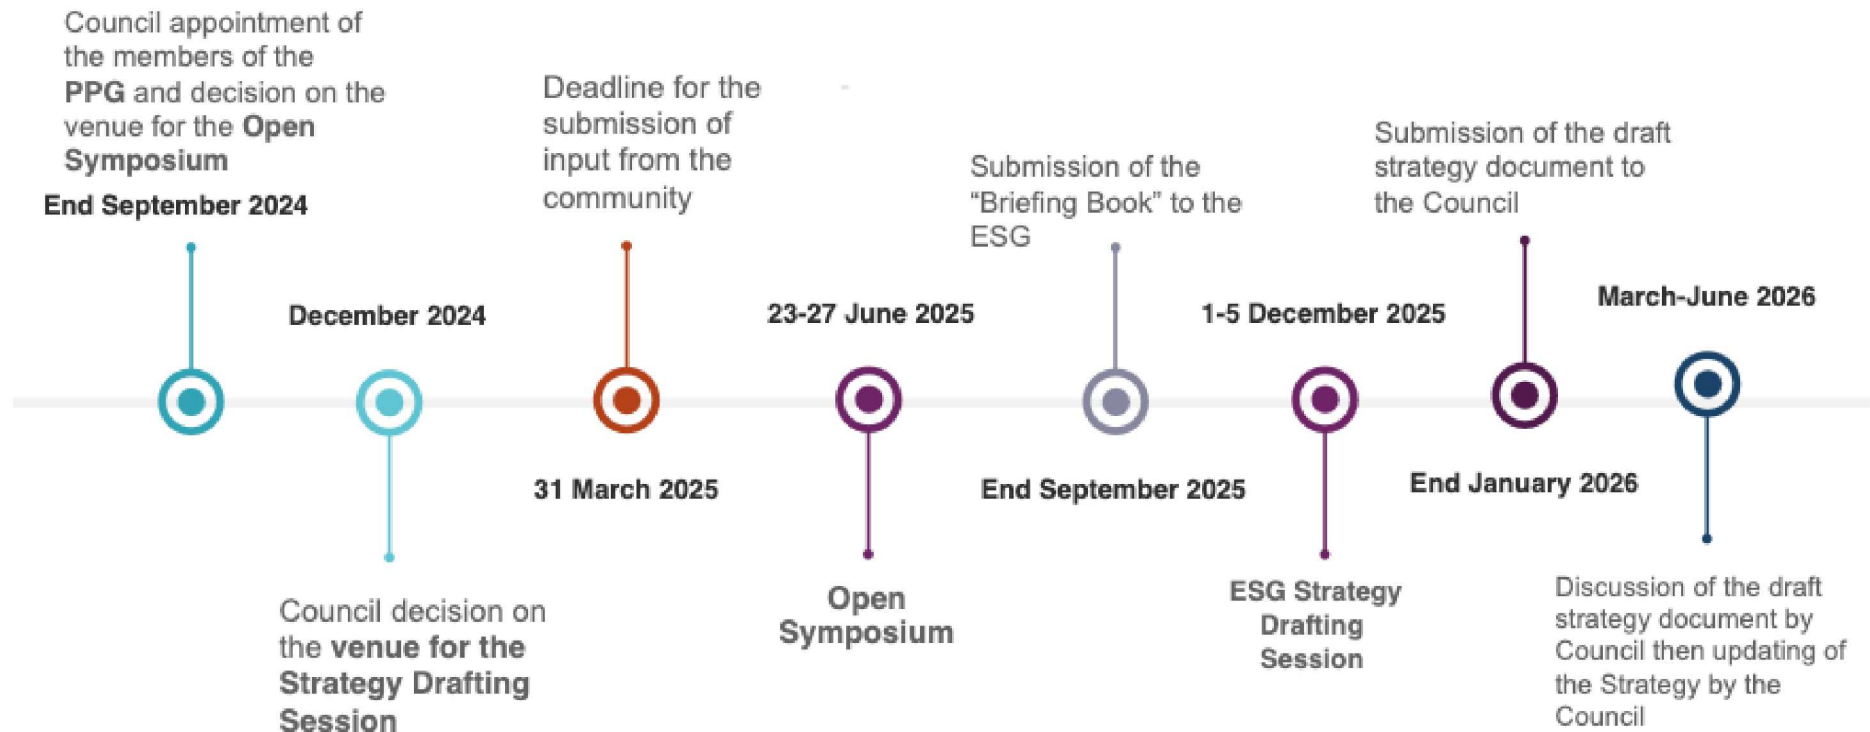 Council appointment of
the members of the
PPG and decision on the
venue for the Open
Symposium
End September 2024
December 2024
Council decision on
the venue for the
Strategy Drafting
Session
Deadline for the
submission of
input from the
community
31 March 2025
23-27 June 2025
Open
Symposium
Submission of the
“Briefing Book” to the
ESG
End September 2025
1-5 December 2025
ESG Strategy
Drafting
Session
Submission of the draft
strategy document to
the Council
End January 2026
March-June 2026
Discussion of the draft
strategy document by
Council then updating of
the Strategy by the
Council